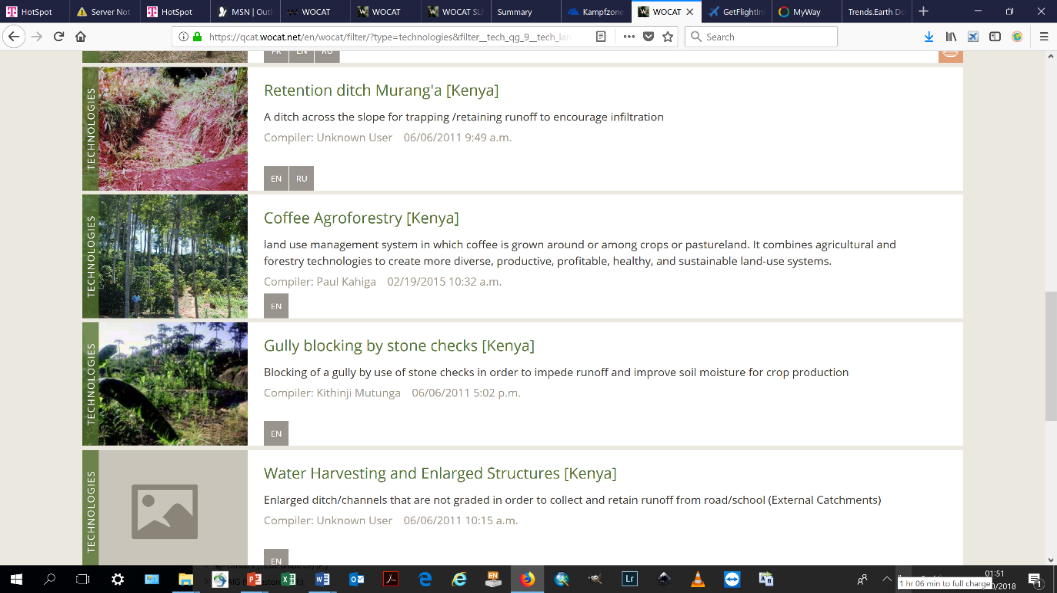 HotSpot
Server Not
HotSpot
MSN | Out
WOCAT
WOCAT
WOCAT SL
Summary
Kampfzone
WOCAT
GetFlightIn
MyWay
Trends.Earth Do
https://qcat.wocat.net/en/wocat/filter/?type=technologies&filter__tech_qg_9__tech_lan
Search
FR EN RU
TECHNOLOGIES
Retention ditch Murang'a [Kenya]
A ditch across the slope for trapping /retaining runoff to encourage infiltration
Compiler: Unknown User 06/06/2011 9:49 a.m.
EN RU
TECHNOLOGIES
Coffee Agroforestry [Kenya]
land use management system in which coffee is grown around or among crops or pastureland. It combines agricultural and
forestry technologies to create more diverse, productive, profitable, healthy, and sustainable land-use systems.
Compiler: Paul Kahiga 02/19/2015 10:32 a.m.
EN
TECHNOLOGIES
Gully blocking by stone checks [Kenya]
Blocking of a gully by use of stone checks in order to impede runoff and improve soil moisture for crop production
Compiler: Kithinji Mutunga 06/06/2011 5:02 p.m.
EN
TECHNOLOGIES
Water Harvesting and Enlarged Structures [Kenya]
Enlarged ditch/channels that are not graded in order to collect and retain runoff from road/school (External Catchments)
Compiler: Unknown User 06/06/2011 10:15 a.m.
EN
Lr
01:51
1 hr 06 min to full charge
/2018